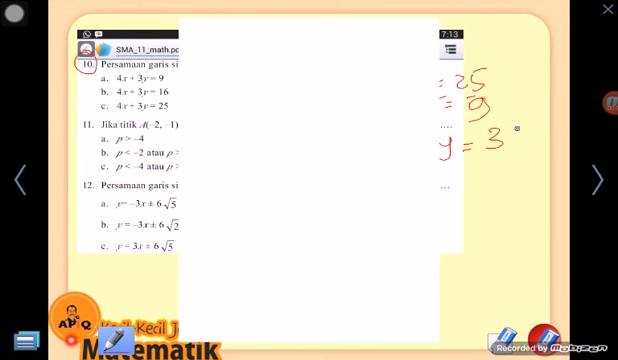 7:13
SMA_11_math.pd
10. Persamaan garis si
a. 4x + 3y = 9
b. 4x + 3y = 16
c. 4x + 3y = 25
= 25
= 9
y = 3
11. Jika titik A(−2, −1) ....
a. p > −4
b. p < −2 atau p >
c. p < −4 atau p >
12. Persamaan garis si ...
a. y= −3x ± 6√5
b. y = −3x ± 6√2
c. y = 3x ± 6√5
APIQ
Kecil J
Matematik
Recorded by Mobizen